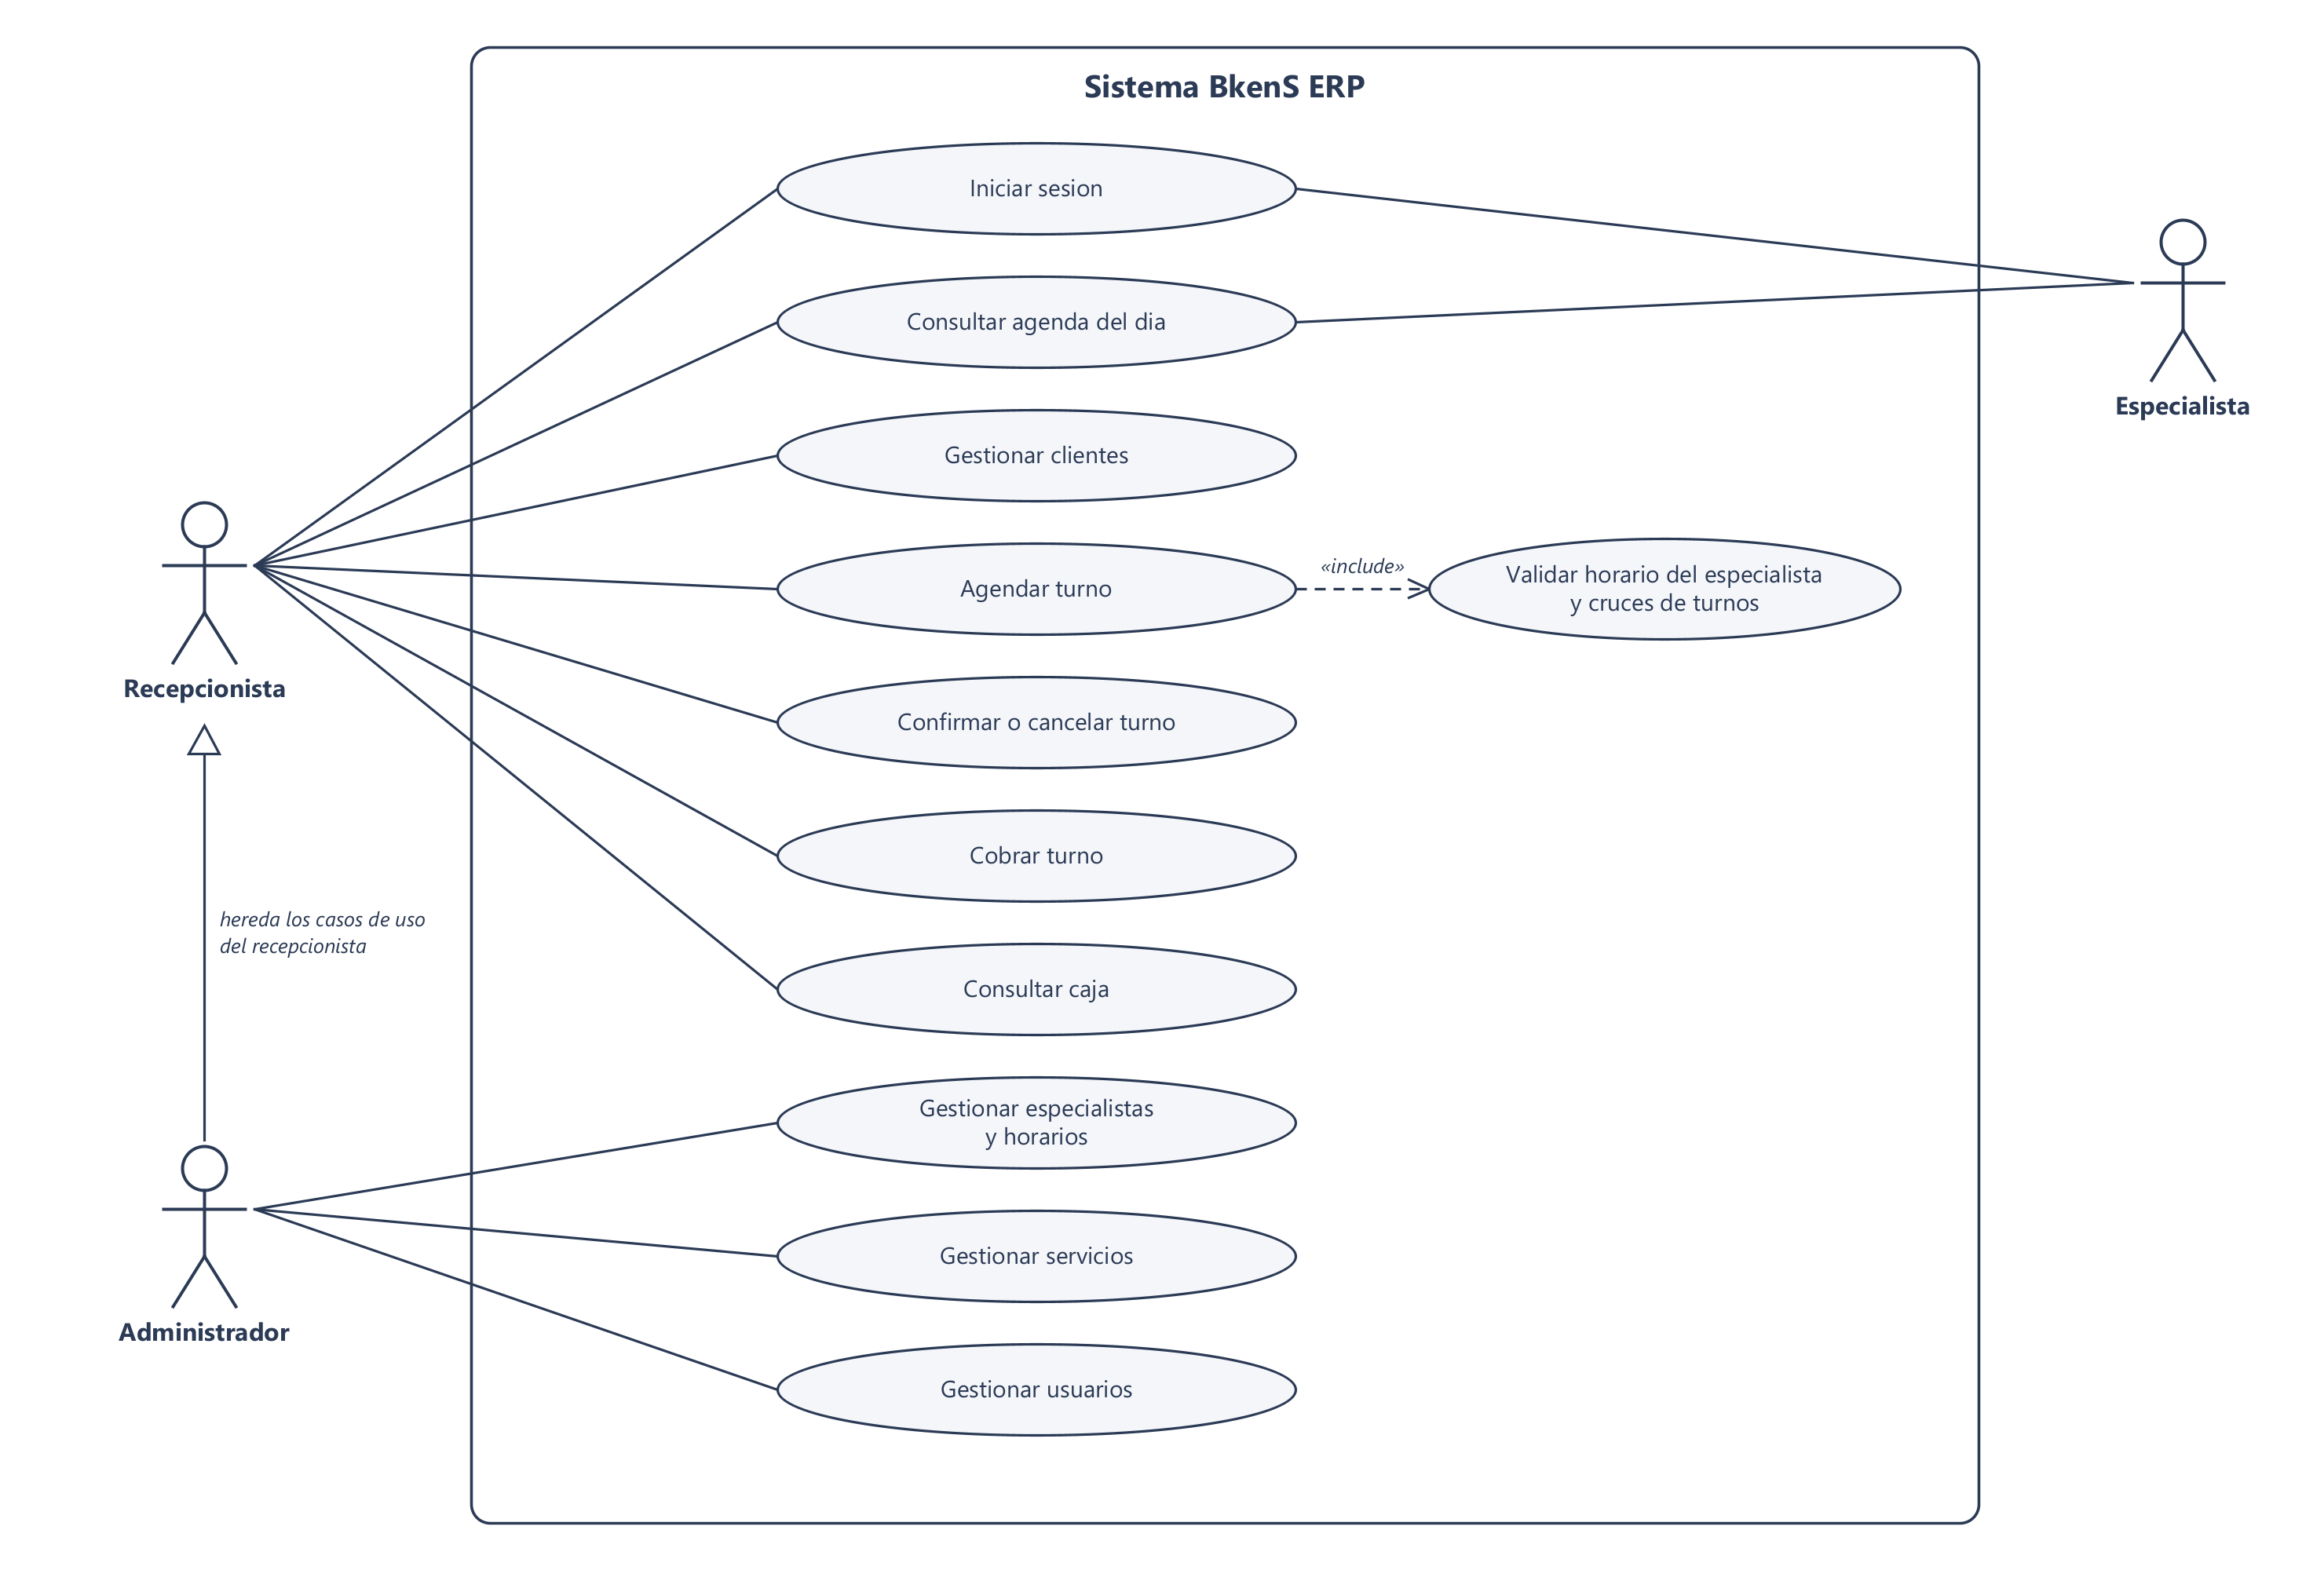 Sistema BkenS ERP
Iniciar sesion
Consultar agenda del dia
Especialista
Gestionar clientes
Agendar turno
«include»
Validar horario del especialista
y cruces de turnos
Recepcionista
Confirmar o cancelar turno
Cobrar turno
hereda los casos de uso
del recepcionista
Consultar caja
Gestionar especialistas
y horarios
Gestionar servicios
Administrador
Gestionar usuarios